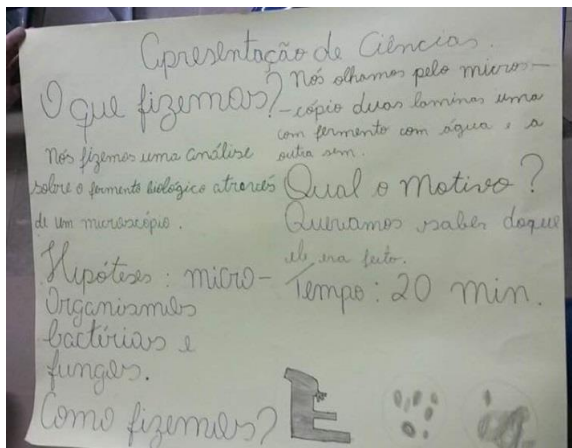 Apresentação de Ciências.
O que fizemos?
Nós fizemos uma análise
sobre o fermento biológico através
de um microscópio.
Hipóteses: micro-
organismos
bactérias e
fungos.
Como fizemos?
Nós olhamos pelo micros-
-cópio duas laminas uma
com fermento com água e a
outra sem.
Qual o Motivo?
Queriamos saber doque
ele era feito.
Tempo: 20 min.